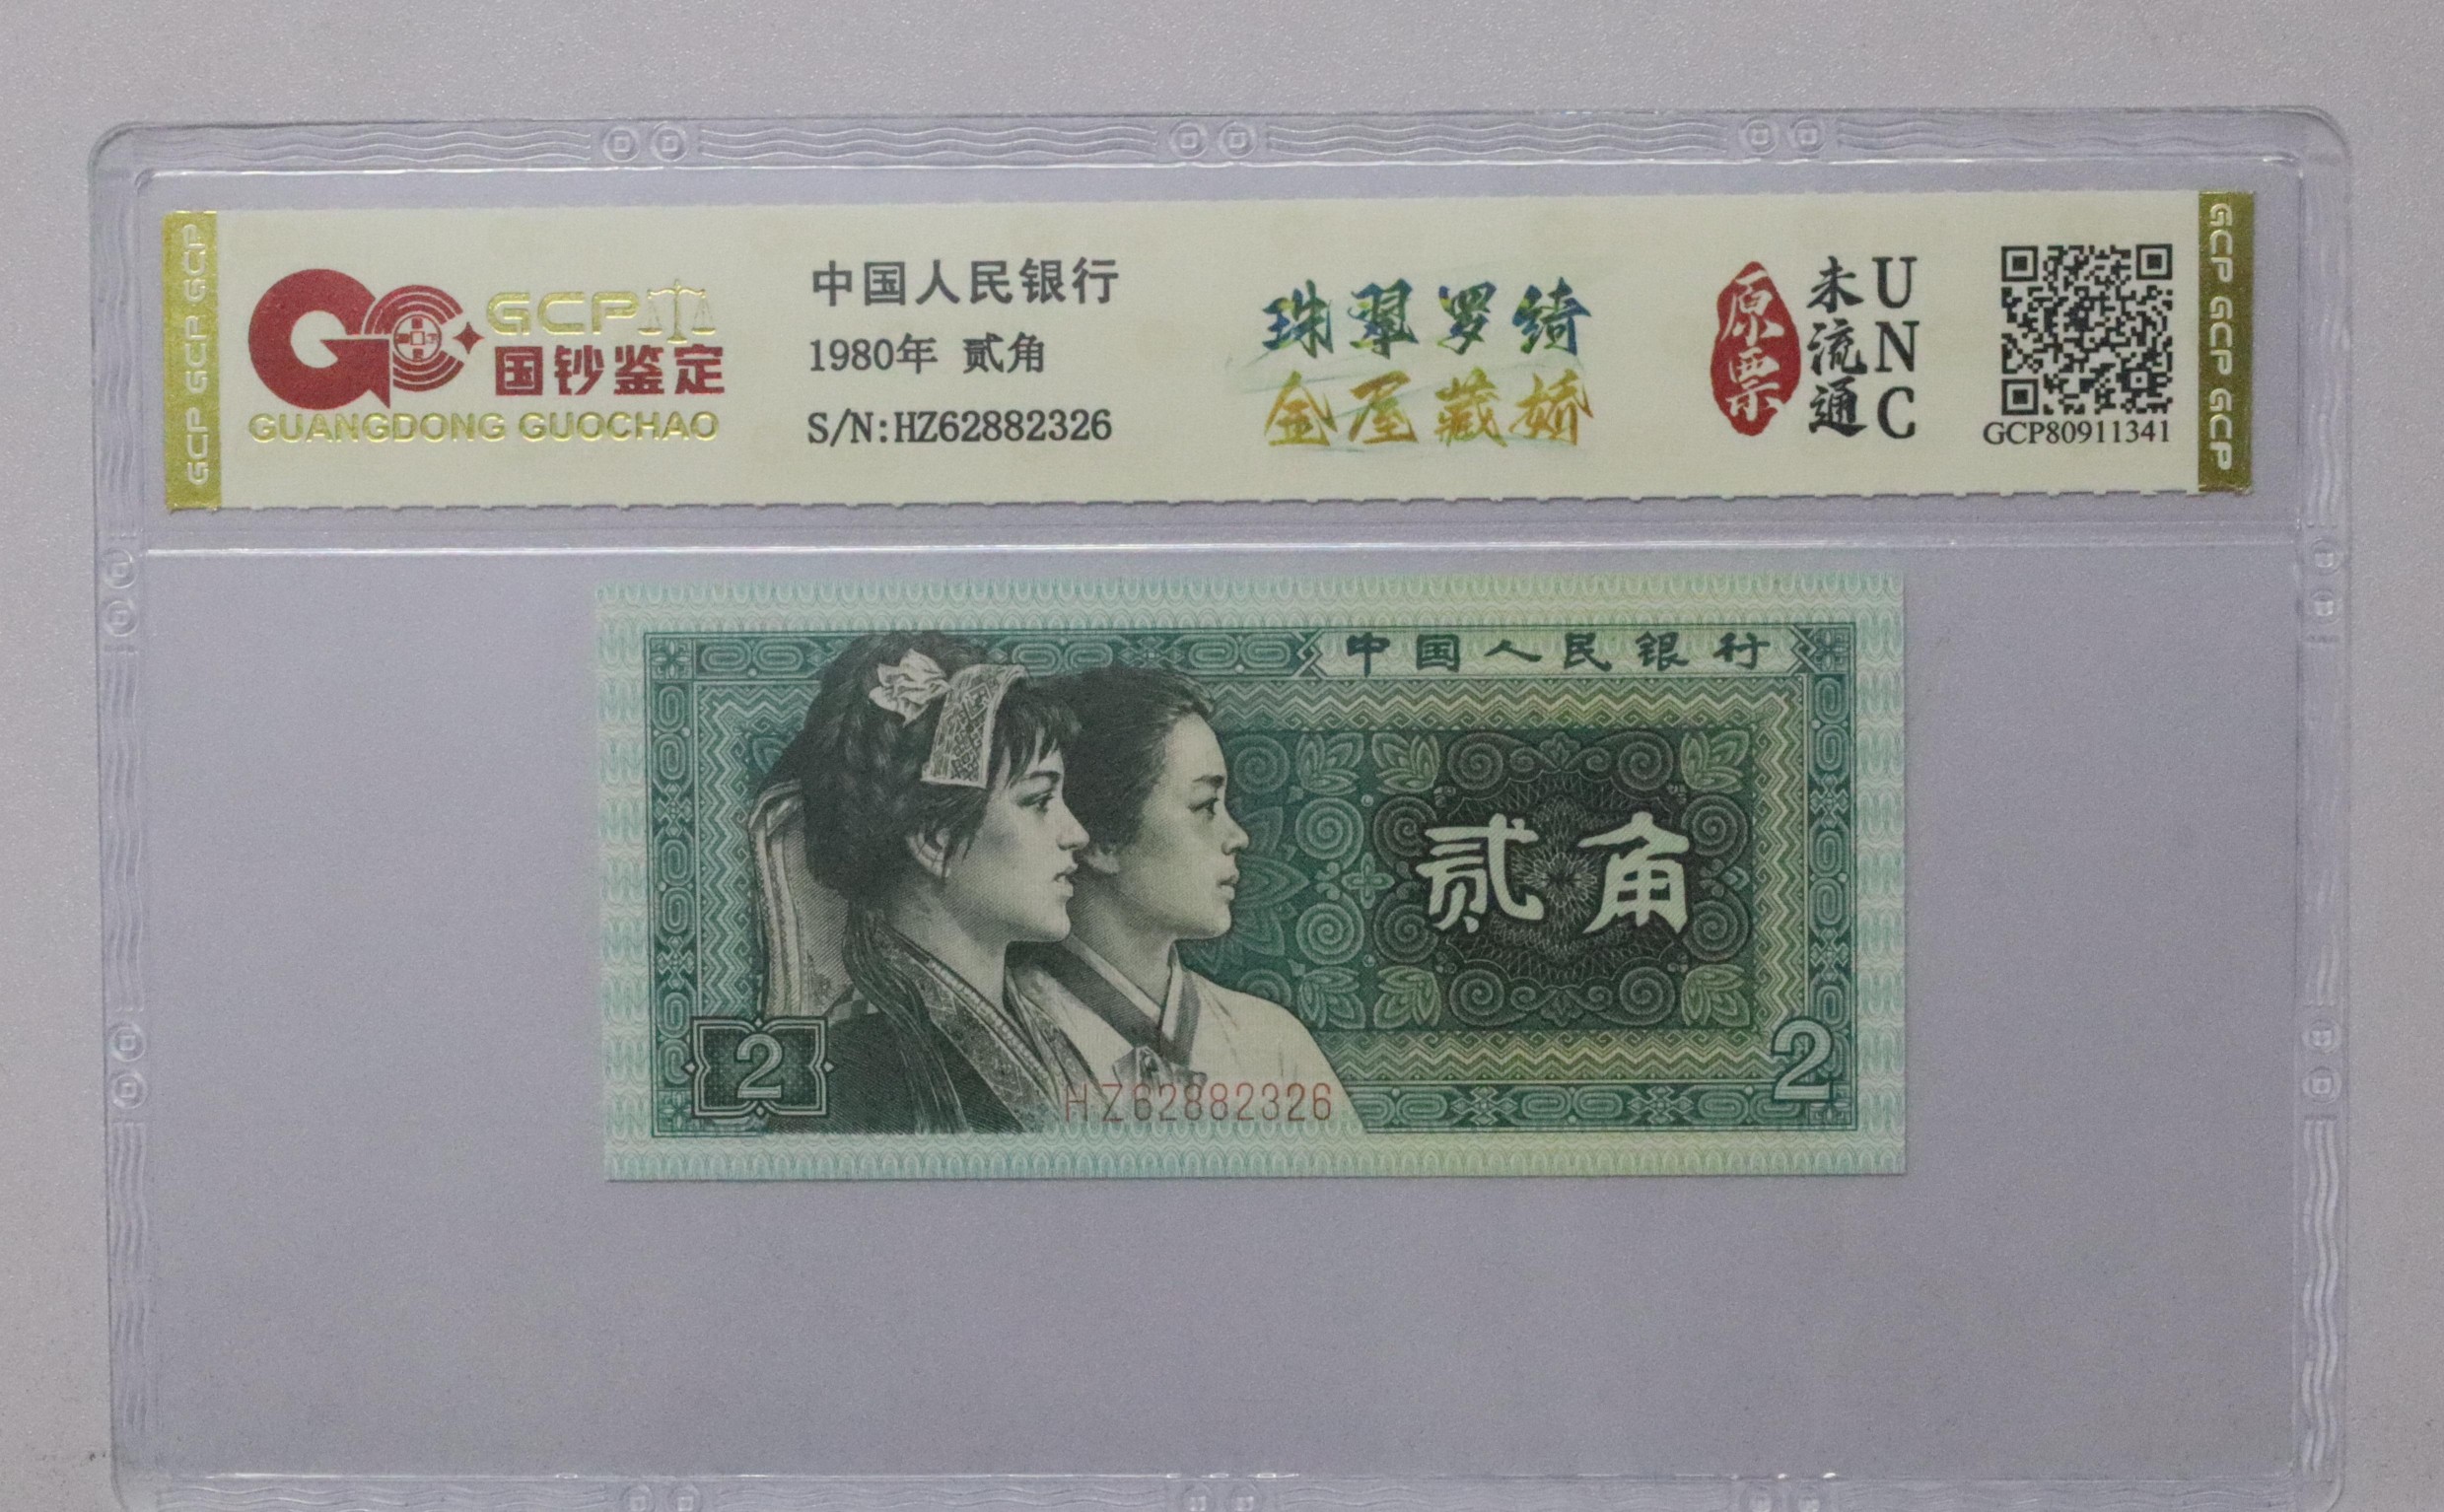 GCP GCP GCP
GCP
国钞鉴定
GUANGDONG GUOCHAO
中国人民银行
1980年 贰角
S/N:HZ62882326
珠翠罗绮
金屋藏娇
原票
未流通
UNC
GCP80911341
GCP GCP GCP
中国人民银行
贰角
2
HZ62882326
2